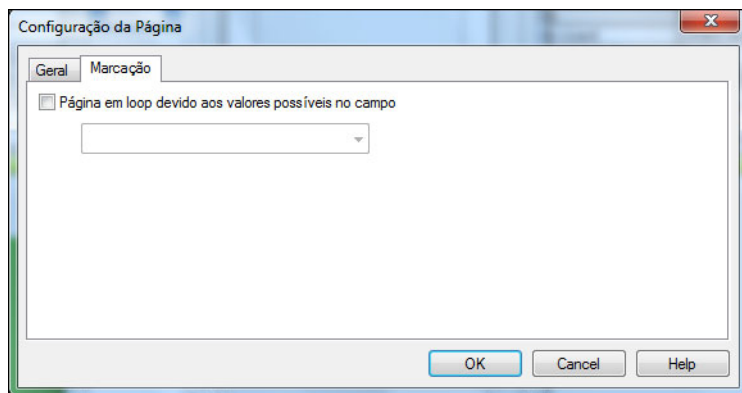 Configuração da Página
Geral Marcação
Página em loop devido aos valores possíveis no campo
OK Cancel Help